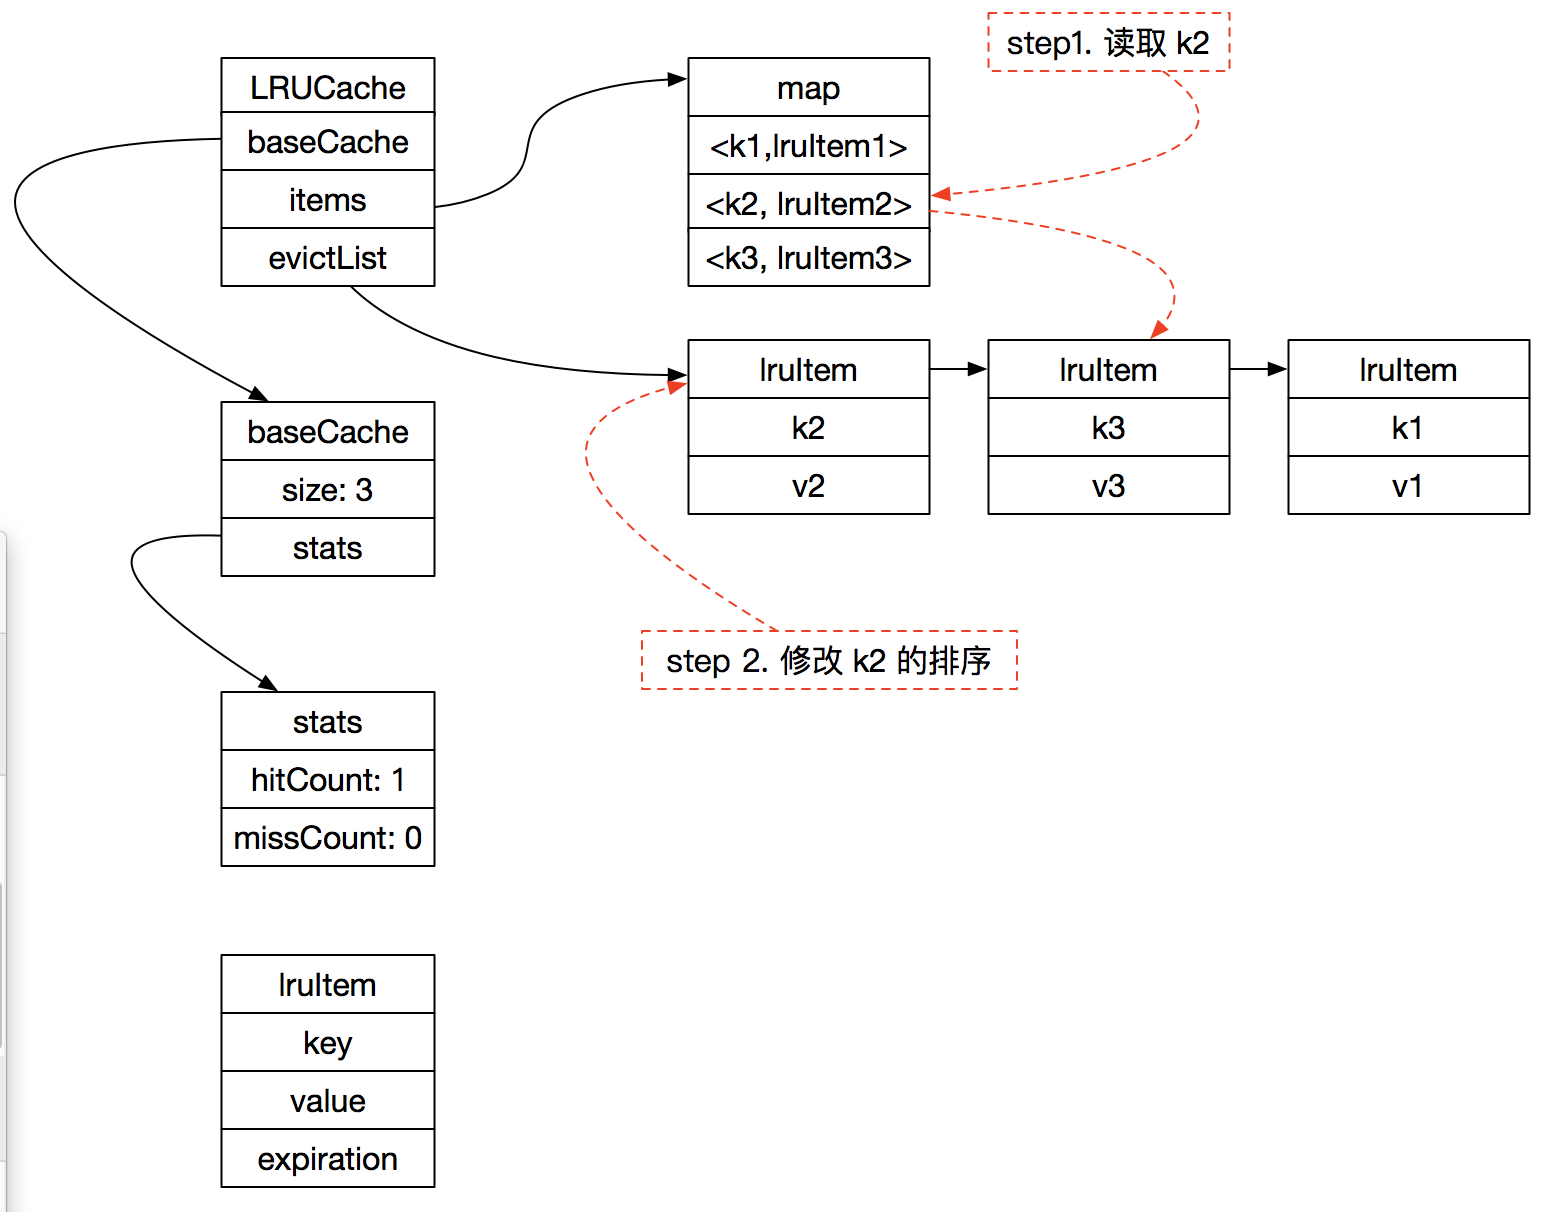 LRUCache
baseCache
items
evictList
map
<k1,lruItem1>
<k2, lruItem2>
<k3, lruItem3>
step1. 读取 k2
lruItem
k2
v2
lruItem
k3
v3
lruItem
k1
v1
baseCache
size: 3
stats
step 2. 修改 k2 的排序
stats
hitCount: 1
missCount: 0
lruItem
key
value
expiration